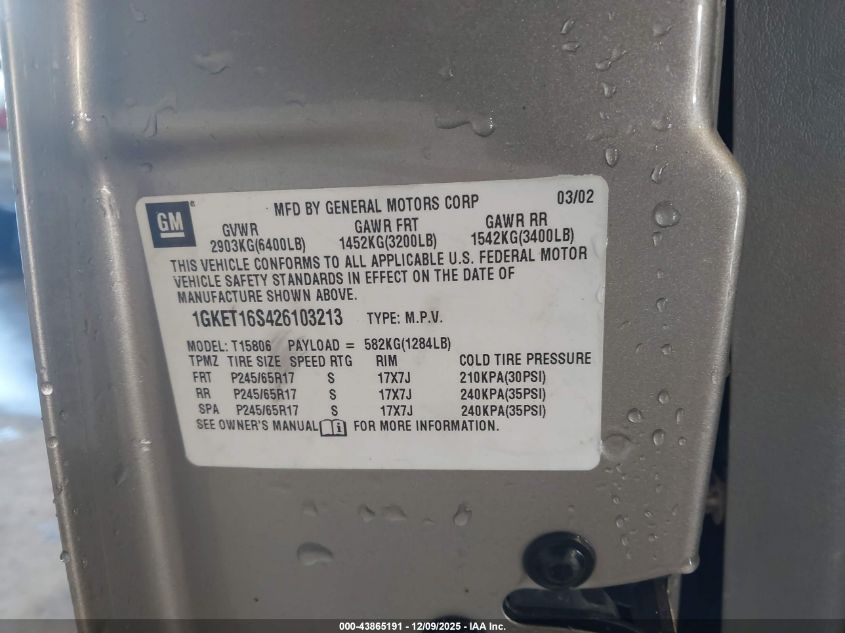 GM
MFD BY GENERAL MOTORS CORP 03/02
GVWR GAWR FRT GAWR RR
2903KG(6400LB) 1452KG(3200LB) 1542KG(3400LB)
THIS VEHICLE CONFORMS TO ALL APPLICABLE U.S. FEDERAL MOTOR
VEHICLE SAFETY STANDARDS IN EFFECT ON THE DATE OF
MANUFACTURE SHOWN ABOVE.
1GKET16S426103213 TYPE: M.P.V.
MODEL: T15806 PAYLOAD = 582KG(1284LB)
TPMZ TIRE SIZE SPEED RTG RIM COLD TIRE PRESSURE
FRT P245/65R17 S 17X7J 210KPA(30PSI)
RR P245/65R17 S 17X7J 240KPA(35PSI)
SPA P245/65R17 S 17X7J 240KPA(35PSI)
SEE OWNER'S MANUAL i FOR MORE INFORMATION.
000-43865191 - 12/09/2025 - IAA Inc.